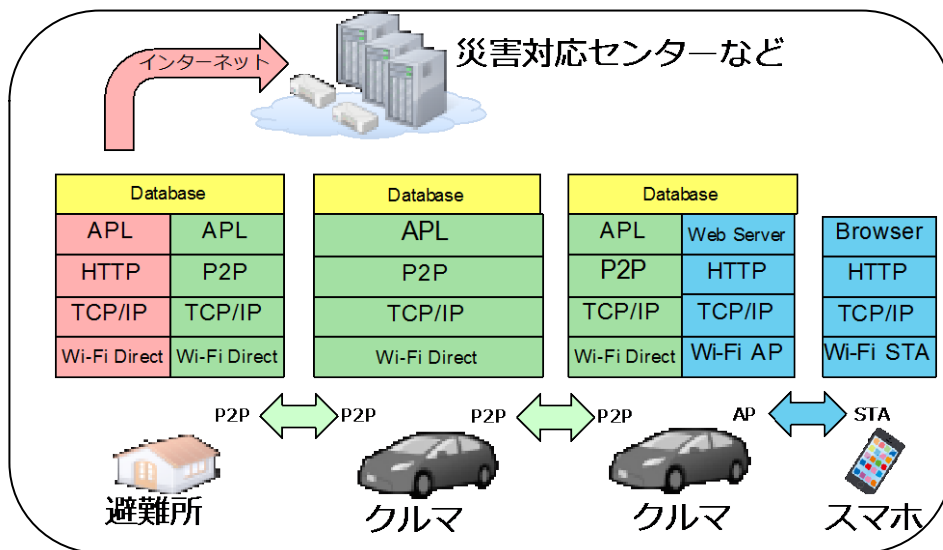 インターネット
災害対応センターなど
Database Database Database
APL APL APL APL Web Server Browser
HTTP P2P P2P P2P HTTP HTTP
TCP/IP TCP/IP TCP/IP TCP/IP TCP/IP TCP/IP
Wi-Fi Direct Wi-Fi Direct Wi-Fi Direct Wi-Fi Direct Wi-Fi AP Wi-Fi STA
P2P P2P P2P P2P AP STA
避難所 クルマ クルマ スマホ